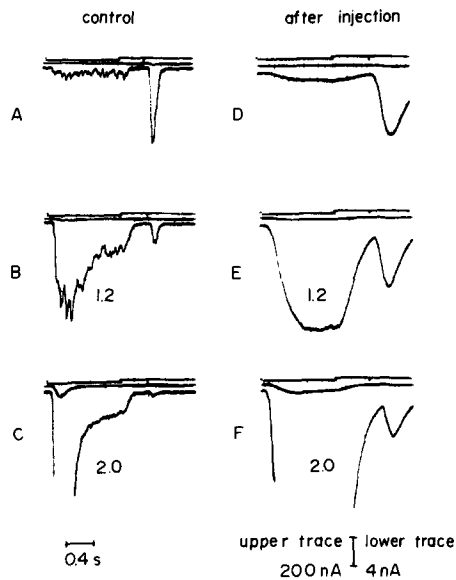 control
after injection
A
D
B
1.2
E
1.2
C
2.0
F
2.0
0.4 s
upper trace
lower trace
200 nA
4 nA